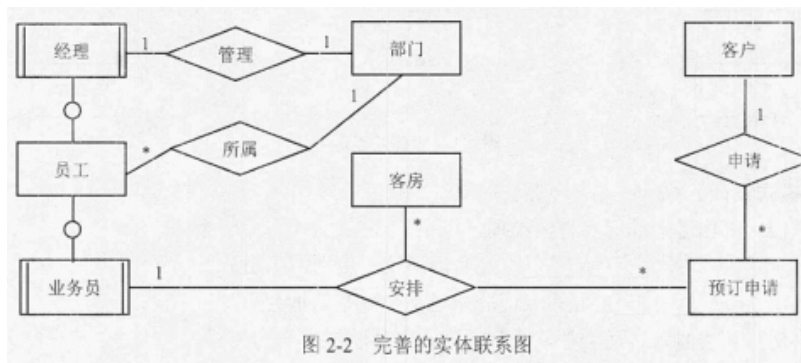 经理 1 管理 1 部门 客户
1 1
员工 * 所属 客房 申请
* *
业务员 1 安排 * 预订申请
图 2-2 完善的实体联系图